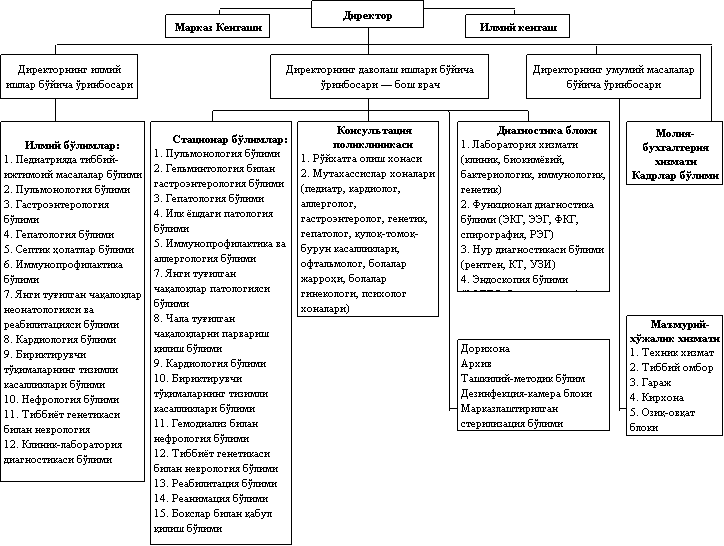 Директор
Марказ Кенгаши
Илмий кенгаш
Директорнинг илмий
ишлар бўйича ўринбосари
Директорнинг даволаш ишлари бўйича
ўринбосари — бош врач
Директорнинг умумий масалалар
бўйича ўринбосари
Илмий бўлимлар:
1. Педиатрияда тиббий-
ижтимоий масалалар бўлими
2. Пульмонология бўлими
3. Гастроэнтерология
бўлими
4. Гепатология бўлими
5. Септик ҳолатлар бўлими
6. Иммунопрофилактика
бўлими
7. Янги туғилган чақалоқлар
неонатологияси ва
реабилитацияси бўлими
8. Кардиология бўлими
9. Бириктирувчи
тўқималарнинг тизимли
касалликлари бўлими
10. Нефрология бўлими
11. Тиббиёт генетикаси
билан неврология
12. Клиник-лаборатория
диагностикаси бўлими
Стационар бўлимлар:
1. Пульмонология бўлими
2. Гельминтология билан
гастроэнтерология бўлими
3. Гепатология бўлими
4. Илк ёшдаги патология
бўлими
5. Иммунопрофилактика ва
аллергология бўлими
7. Янги туғилган
чақалоқлар патологияси
бўлими
8. Чала туғилган
чақалоқларни парвариш
қилиш бўлими
9. Кардиология бўлими
10. Бириктирувчи
тўқималарнинг тизимли
касалликлари бўлими
11. Гемодиализ билан
нефрология бўлими
12. Тиббиёт генетикаси
билан неврология бўлими
13. Реабилитация бўлими
14. Реанимация бўлими
15. Бокслар билан қабул
қилиш бўлими
Консультация
поликлиникаси
1. Рўйхатга олиш хонаси
2. Мутахассислар хоналари
(педиатр, кардиолог,
аллерголог,
гастроэнтеролог, генетик,
гепатолог, қулоқ-томоқ-
бурун касалликлари,
офтальмолог, болалар
жарроҳи, болалар
гинекологи, психолог
хоналари)
Диагностика блоки
1. Лаборатория хизмати
(клиник, биокимёвий,
бактериологик, иммунологик,
генетик)
2. Функционал диагностика
бўлими (ЭКГ, ЭЭГ, ФКГ,
спирография, РЭГ)
3. Нур диагностикаси бўлими
(рентген, КТ, УЗИ)
4. Эндоскопия бўлими
Дорихона
Архив
Ташкилий-методик бўлим
Дезинфекция-камера блоки
Марказлаштирилган
стерилизация бўлими
Молия-
бухгалтерия
хизмати
Кадрлар бўлими
Маъмурий-
хўжалик хизмати
1. Техник хизмат
2. Тиббий омбор
3. Гараж
4. Кирхона
5. Озиқ-овқат
блоки